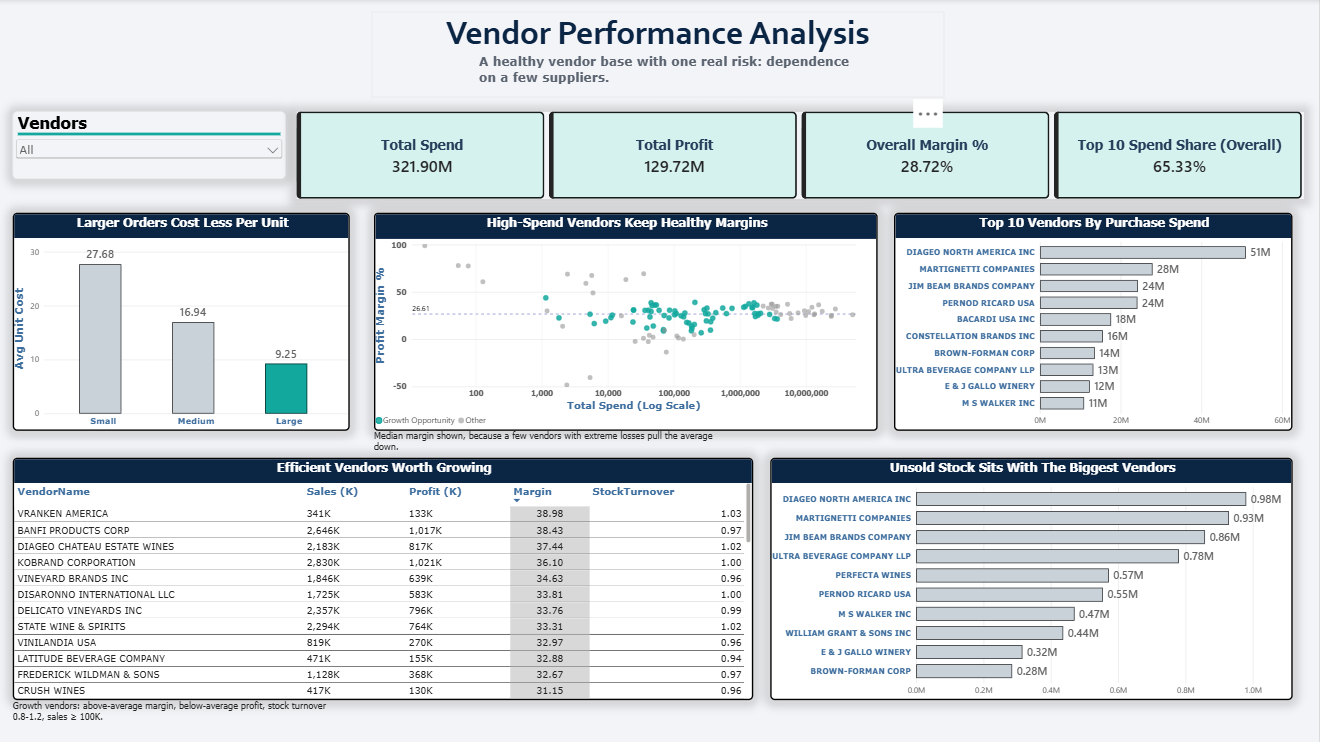 Vendor Performance Analysis
A healthy vendor base with one real risk: dependence
on a few suppliers.
Vendors
All
Total Spend
321.90M
Total Profit
129.72M
Overall Margin %
28.72%
Top 10 Spend Share (Overall)
65.33%
Larger Orders Cost Less Per Unit
Avg Unit Cost
30
20
10
0
27.68
16.94
9.25
Small Medium Large
High-Spend Vendors Keep Healthy Margins
Profit Margin %
100
50
26.61
0
-50
100 1,000 10,000 100,000 1,000,000 10,000,000
Total Spend (Log Scale)
Growth Opportunity Other
Median margin shown, because a few vendors with extreme losses pull the average
down.
Top 10 Vendors By Purchase Spend
DIAGEO NORTH AMERICA INC 51M
MARTIGNETTI COMPANIES 28M
JIM BEAM BRANDS COMPANY 24M
PERNOD RICARD USA 24M
BACARDI USA INC 18M
CONSTELLATION BRANDS INC 16M
BROWN-FORMAN CORP 14M
ULTRA BEVERAGE COMPANY LLP 13M
E & J GALLO WINERY 12M
M S WALKER INC 11M
0M 20M 40M 60M
Efficient Vendors Worth Growing
VendorName Sales (K) Profit (K) Margin StockTurnover
VRANKEN AMERICA 341K 133K 38.98 1.03
BANFI PRODUCTS CORP 2,646K 1,017K 38.43 0.97
DIAGEO CHATEAU ESTATE WINES 2,183K 817K 37.44 1.02
KOBRAND CORPORATION 2,830K 1,021K 36.10 1.00
VINEYARD BRANDS INC 1,846K 639K 34.63 0.96
DISARONNO INTERNATIONAL LLC 1,725K 583K 33.81 1.00
DELICATO VINEYARDS INC 2,357K 796K 33.76 0.99
STATE WINE & SPIRITS 2,294K 764K 33.31 1.02
VINILANDIA USA 819K 270K 32.97 0.96
LATITUDE BEVERAGE COMPANY 471K 155K 32.88 0.94
FREDERICK WILDMAN & SONS 1,128K 368K 32.67 0.97
CRUSH WINES 417K 130K 31.15 0.96
Growth vendors: above-average margin, below-average profit, stock turnover
0.8-1.2, sales ≥ 100K.
Unsold Stock Sits With The Biggest Vendors
DIAGEO NORTH AMERICA INC 0.98M
MARTIGNETTI COMPANIES 0.93M
JIM BEAM BRANDS COMPANY 0.86M
ULTRA BEVERAGE COMPANY LLP 0.78M
PERFECTA WINES 0.57M
PERNOD RICARD USA 0.55M
M S WALKER INC 0.47M
WILLIAM GRANT & SONS INC 0.44M
E & J GALLO WINERY 0.32M
BROWN-FORMAN CORP 0.28M
0.0M 0.2M 0.4M 0.6M 0.8M 1.0M